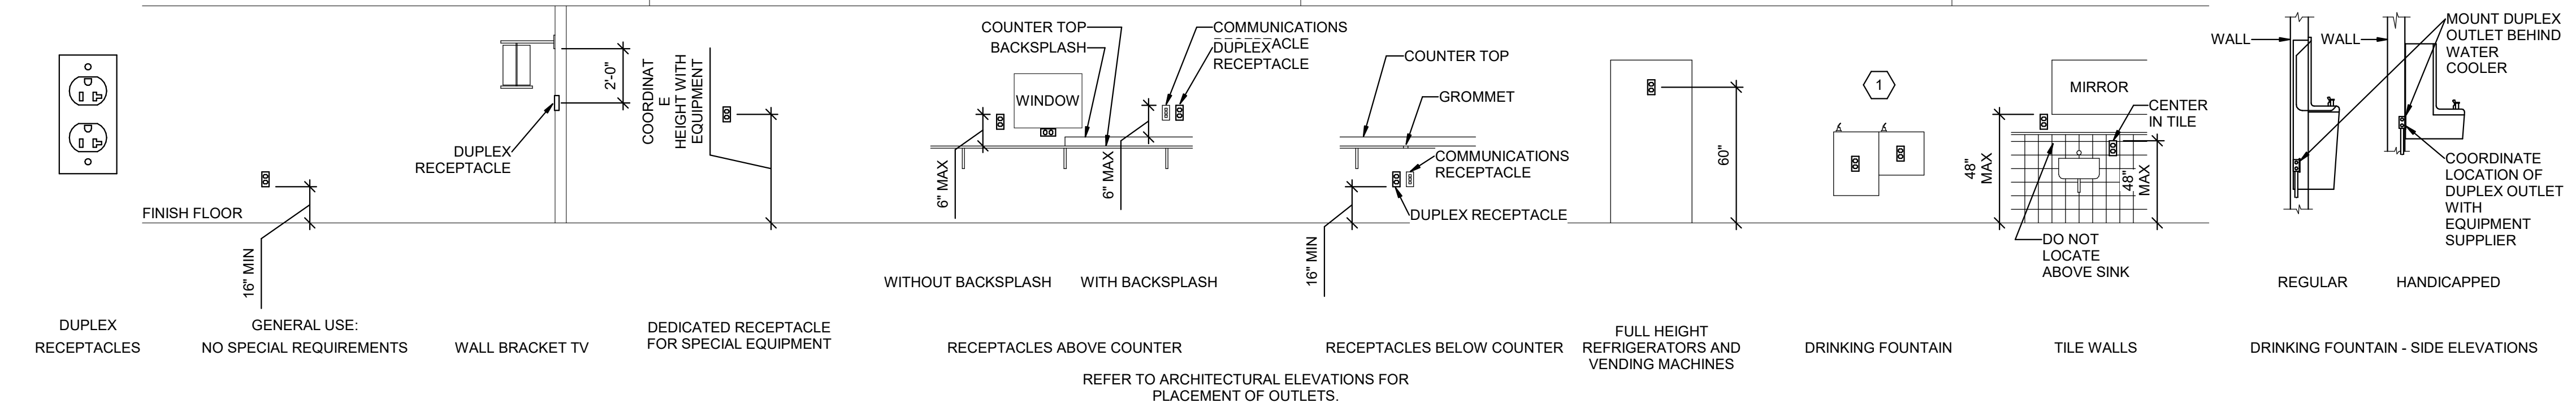 DUPLEX
RECEPTACLES
FINISH FLOOR
16" MIN
GENERAL USE:
NO SPECIAL REQUIREMENTS
2'-0"
DUPLEX
RECEPTACLE
WALL BRACKET TV
COORDINAT
E
HEIGHT WITH
EQUIPMENT
DEDICATED RECEPTACLE
FOR SPECIAL EQUIPMENT
COUNTER TOP
BACKSPLASH
COMMUNICATIONS
ACLE
DUPLEX
RECEPTACLE
WINDOW
6" MAX
6" MAX
WITHOUT BACKSPLASH
WITH BACKSPLASH
RECEPTACLES ABOVE COUNTER
COUNTER TOP
GROMMET
COMMUNICATIONS
RECEPTACLE
DUPLEX RECEPTACLE
16" MIN
RECEPTACLES BELOW COUNTER
REFER TO ARCHITECTURAL ELEVATIONS FOR
PLACEMENT OF OUTLETS.
60"
FULL HEIGHT
REFRIGERATORS AND
VENDING MACHINES
1
DRINKING FOUNTAIN
MIRROR
CENTER
IN TILE
48"
MAX
48"
MAX
DO NOT
LOCATE
ABOVE SINK
TILE WALLS
WALL
WALL
MOUNT DUPLEX
OUTLET BEHIND
WATER
COOLER
COORDINATE
LOCATION OF
DUPLEX OUTLET
WITH
EQUIPMENT
SUPPLIER
REGULAR
HANDICAPPED
DRINKING FOUNTAIN - SIDE ELEVATIONS